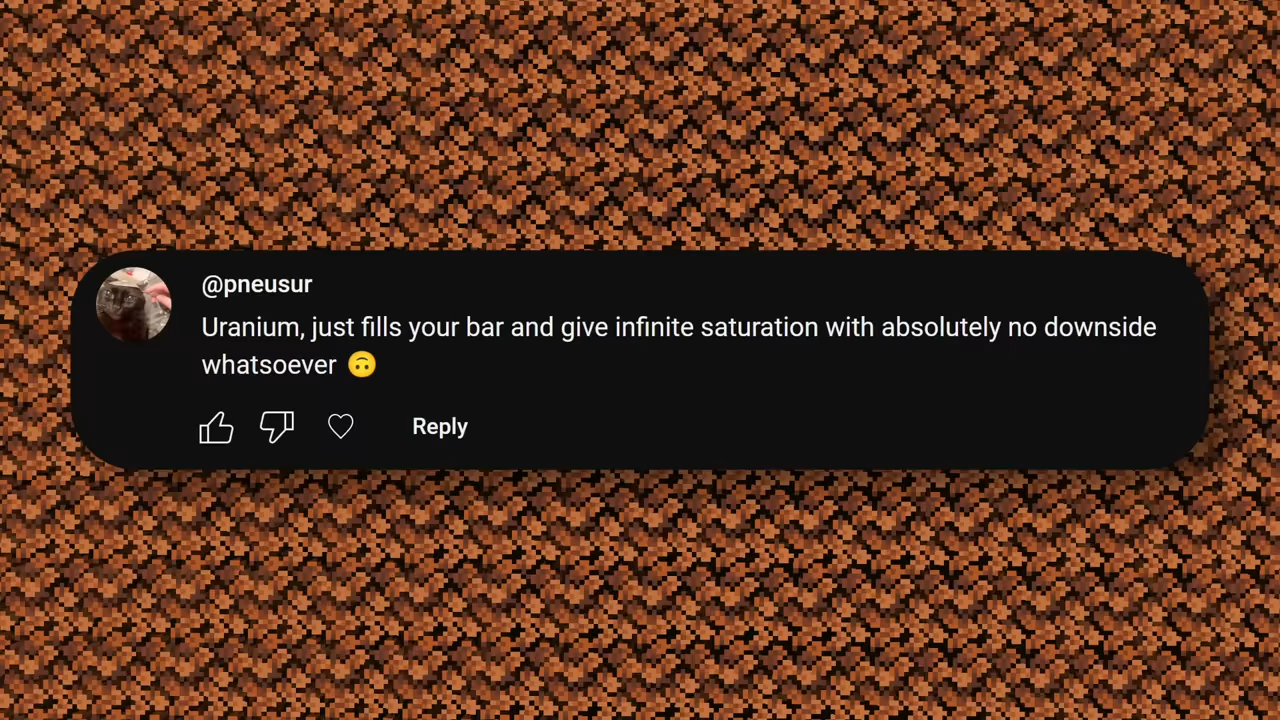 @pneusur
Uranium, just fills your bar and give infinite saturation with absolutely no downside
whatsoever 🙃
Reply